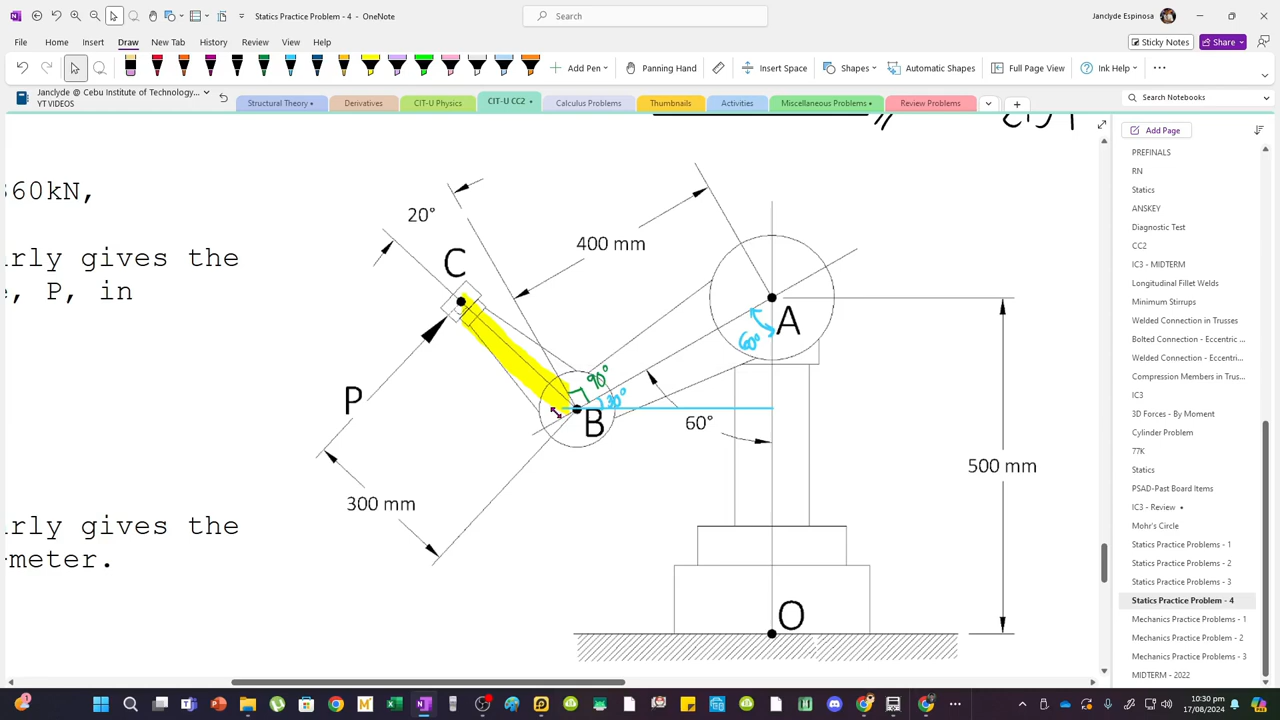 Statics Practice Problem - 4 - OneNote
Search
Janclyde Espinosa
File Home Insert Draw New Tab History Review View Help
Sticky Notes Share
Add Pen Panning Hand Insert Space Shapes Automatic Shapes Full Page View Ink Help
Janclyde @ Cebu Institute of Technology...
YT VIDEOS
Structural Theory Derivatives CIT-U Physics CIT-U CC2 Calculus Problems Thumbnails Activities Miscellaneous Problems Review Problems
Search Notebooks
Add Page
PREFINALS
RN
Statics
ANSKEY
Diagnostic Test
CC2
IC3 - MIDTERM
Longitudinal Fillet Welds
Minimum Stirrups
Welded Connection in Trusses
Bolted Connection - Eccentric ...
Welded Connection - Eccentric ...
Compression Members in Trus...
IC3
3D Forces - By Moment
Cylinder Problem
77K
Statics
PSAD-Past Board Items
IC3 - Review
Mohr's Circle
Statics Practice Problems - 1
Statics Practice Problems - 2
Statics Practice Problems - 3
Statics Practice Problem - 4
Mechanics Practice Problems - 1
Mechanics Practice Problem - 2
Mechanics Practice Problem - 3
MIDTERM - 2022
360kN,
rly gives the
e, P, in
rly gives the
-meter.
20°
400 mm
C
A
60°
90°
30°
P
B
60°
500 mm
300 mm
O
10:30 pm
17/08/2024